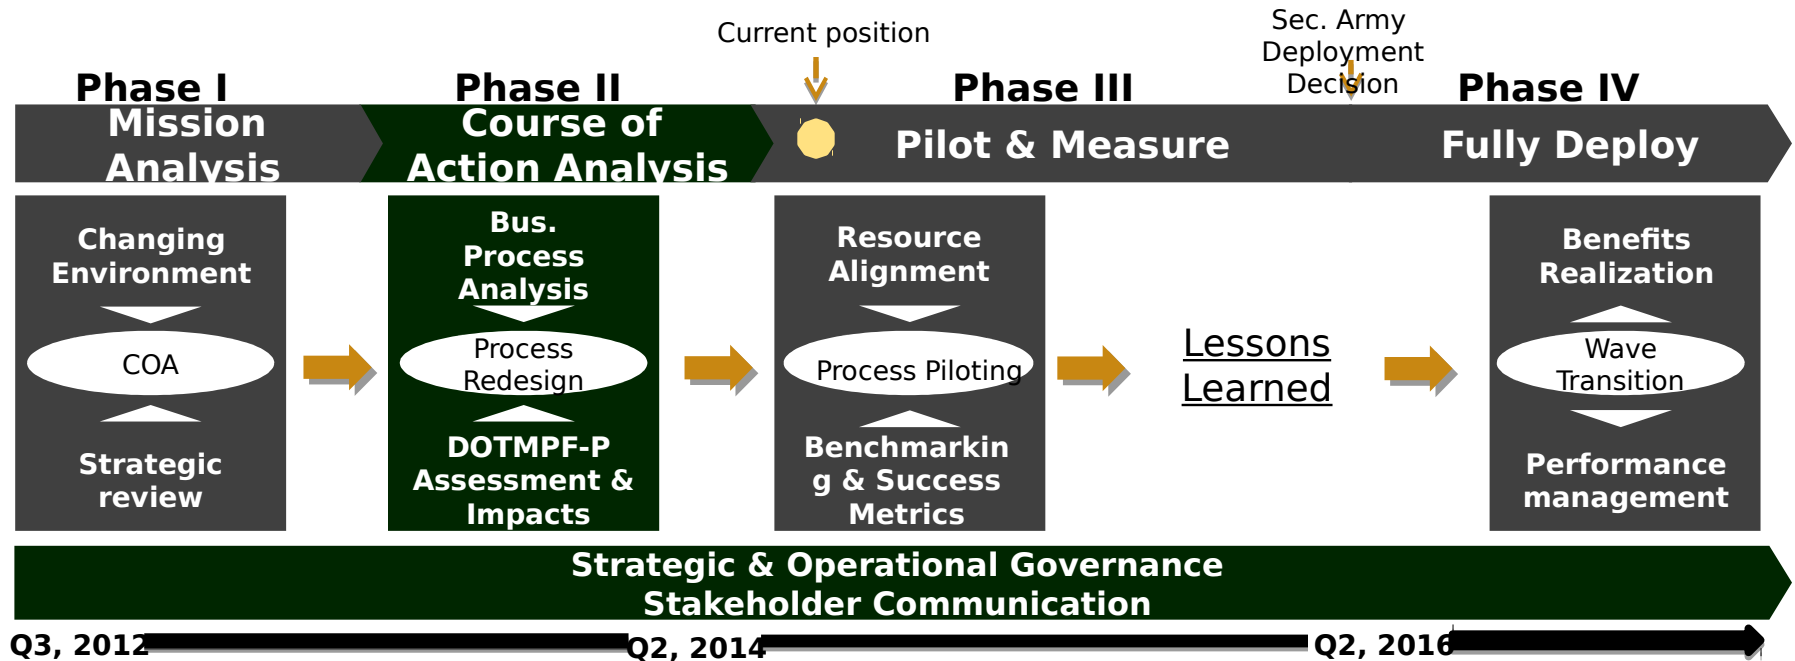 Current position
Sec. Army
Deployment
Decision
Phase I
Phase II
Phase III
Phase IV
Mission
Analysis
Course of
Action Analysis
Pilot & Measure
Fully Deploy
Changing
Environment
COA
Strategic
review
Bus.
Process
Analysis
Process
Redesign
DOTMPF-P
Assessment &
Impacts
Resource
Alignment
Process Piloting
Benchmarkin
g & Success
Metrics
Lessons
Learned
Benefits
Realization
Wave
Transition
Performance
management
Strategic & Operational Governance
Stakeholder Communication
Q3, 2012
Q2, 2014
Q2, 2016